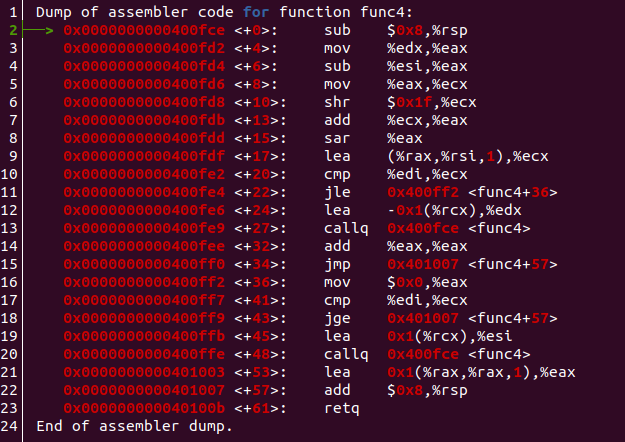 1 Dump of assembler code for function func4:
2 ──> 0x0000000000400fce <+0>: sub $0x8,%rsp
3 0x0000000000400fd2 <+4>: mov %edx,%eax
4 0x0000000000400fd4 <+6>: sub %esi,%eax
5 0x0000000000400fd6 <+8>: mov %eax,%ecx
6 0x0000000000400fd8 <+10>: shr $0x1f,%ecx
7 0x0000000000400fdb <+13>: add %ecx,%eax
8 0x0000000000400fdd <+15>: sar %eax
9 0x0000000000400fdf <+17>: lea (%rax,%rsi,1),%ecx
10 0x0000000000400fe2 <+20>: cmp %edi,%ecx
11 0x0000000000400fe4 <+22>: jle 0x400ff2 <func4+36>
12 0x0000000000400fe6 <+24>: lea -0x1(%rcx),%edx
13 0x0000000000400fe9 <+27>: callq 0x400fce <func4>
14 0x0000000000400fee <+32>: add %eax,%eax
15 0x0000000000400ff0 <+34>: jmp 0x401007 <func4+57>
16 0x0000000000400ff2 <+36>: mov $0x0,%eax
17 0x0000000000400ff7 <+41>: cmp %edi,%ecx
18 0x0000000000400ff9 <+43>: jge 0x401007 <func4+57>
19 0x0000000000400ffb <+45>: lea 0x1(%rcx),%esi
20 0x0000000000400ffe <+48>: callq 0x400fce <func4>
21 0x0000000000401003 <+53>: lea 0x1(%rax,%rax,1),%eax
22 0x0000000000401007 <+57>: add $0x8,%rsp
23 0x000000000040100b <+61>: retq
24 End of assembler dump.